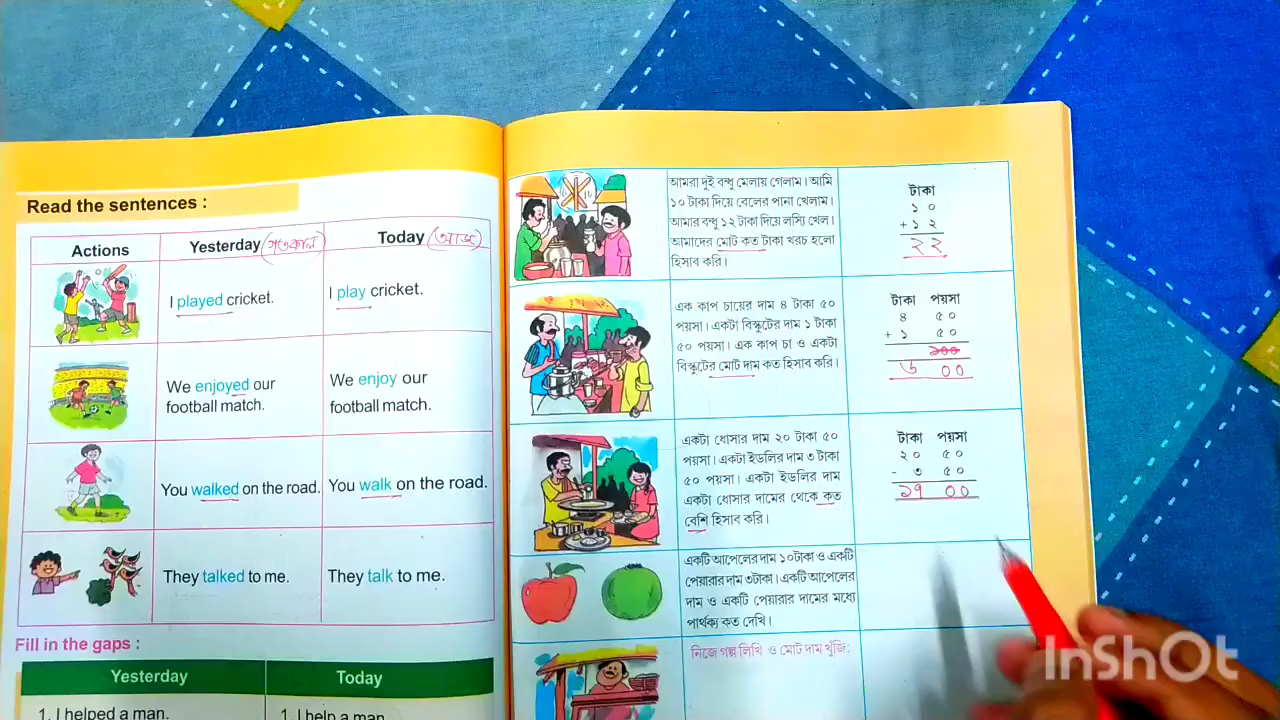 Read the sentences :
Actions Yesterday (গতকাল) Today (আজ)
I played cricket. I play cricket.
We enjoyed our
football match.
We enjoy our
football match.
You walked on the road. You walk on the road.
They talked to me. They talk to me.
Fill in the gaps :
Yesterday Today
1. I helped a man. 1. I help a man
আমরা দুই বন্ধু মেলায় গেলাম। আমি
১০ টাকা দিয়ে বেলের পানা খেলাম।
আমার বন্ধু ১২ টাকা দিয়ে লস্যি খেল।
আমাদের মোট কত টাকা খরচ হলো
হিসাব করি।
টাকা
১ ০
+ ১ ২
২২
এক কাপ চায়ের দাম ৪ টাকা ৫০
পয়সা। একটা বিস্কুটের দাম ১ টাকা
৫০ পয়সা। এক কাপ চা ও একটা
বিস্কুটের মোট দাম কত হিসাব করি।
টাকা পয়সা
৪ ৫ ০
+ ১ ৫ ০
১০০
৬ ০০
একটা ধোসার দাম ২০ টাকা ৫০
পয়সা। একটা ইডলির দাম ৩ টাকা
৫০ পয়সা। একটা ইডলির দাম
একটা ধোসার দামের থেকে কত
বেশি হিসাব করি।
টাকা পয়সা
২ ০ ৫ ০
- ৩ ৫ ০
১৭ ০০
একটি আপেলের দাম ১০টাকা ও একটি
পেয়ারার দাম ৩টাকা। একটি আপেলের
দাম ও একটি পেয়ারার দামের মধ্যে
পার্থক্য কত দেখি।
নিজে গল্প লিখি ও মোট দাম খুঁজি:
InShOt